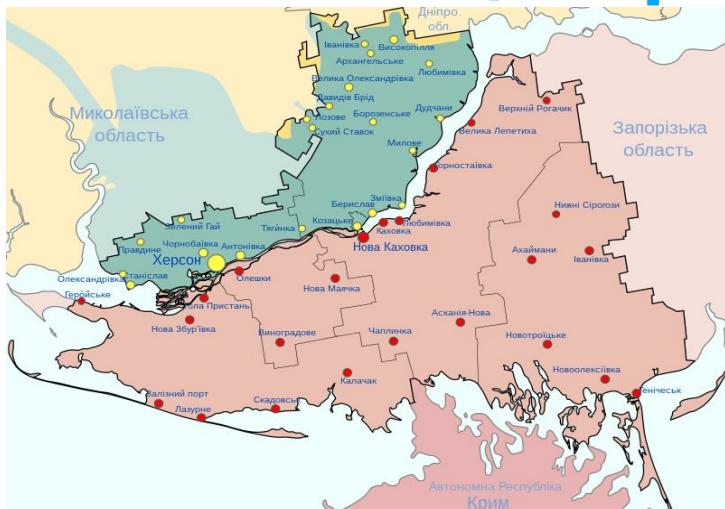 Дніпро.
обл.
Іванівка
Високопілля
Архангельське
Любимівка
Велика Олександрівка
Давидів Брід
Миколаївська
область
Лозове
Борозенське
Дудчани
Верхній Рогачик
Сухий Ставок
Велика Лепетиха
Запорізька
область
Милове
Горностаївка
Зміївка
Нижні Сірогози
Зелений Гай
Берислав
Тягинка
Козацьке
Любимівка
Каховка
Правдине
Чорнобаївка
Антонівка
Нова Каховка
Іванівка
Херсон
Ахаймани
Олександрівка
Станіслав
Олешки
Нова Маячка
Геройське
Гола Пристань
Асканія-Нова
Нова Збур'ївка
Виноградове
Чаплинка
Новотроїцьке
Калачак
Новоолексіївка
Генічеськ
Залізний порт
Скадовськ
Лазурне
Автономна Республіка
Крим